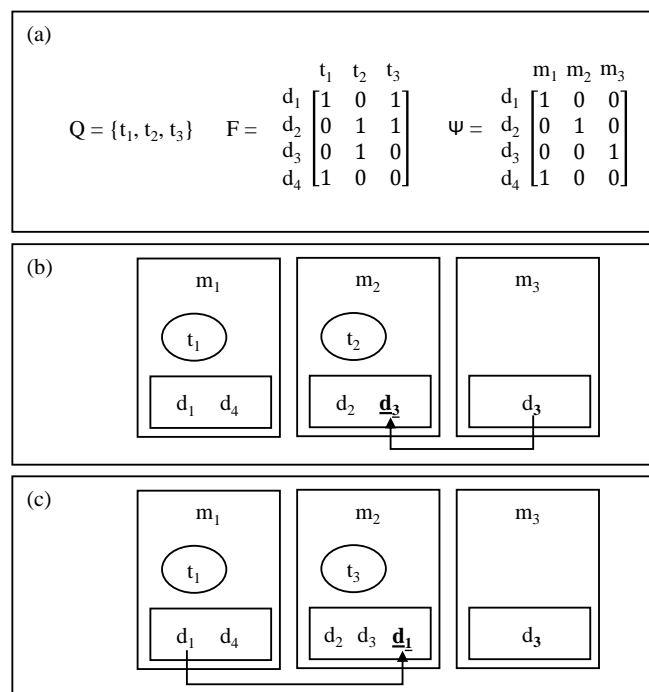 (a)
t₁ t₂ t₃
m₁ m₂ m₃
d₁ [1 0 1]
d₁ [1 0 0]
Q = {t₁, t₂, t₃} F = d₂ [0 1 1] Ψ = d₂ [0 1 0]
d₃ [0 1 0]
d₃ [0 0 1]
d₄ [1 0 0]
d₄ [1 0 0]
(b)
m₁ m₂ m₃
t₁ t₂
d₁ d₄ d₂ d₃ d₃
(c)
m₁ m₂ m₃
t₁ t₃
d₁ d₄ d₂ d₃ d₁ d₃